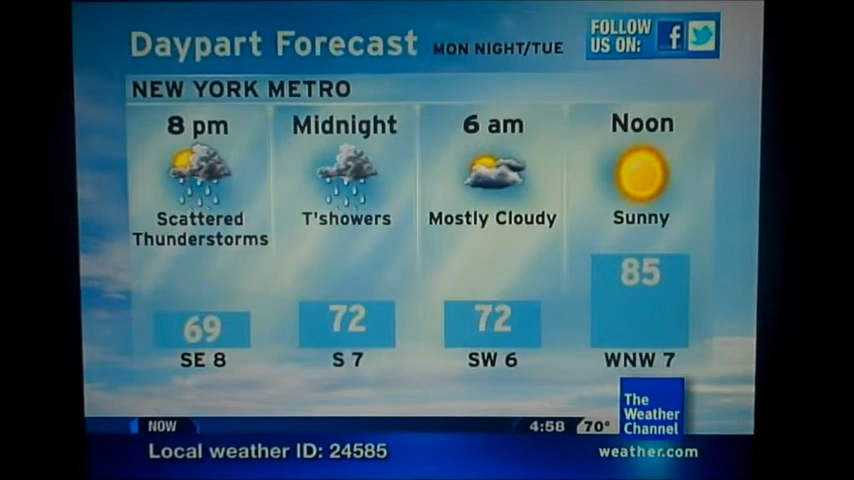 Daypart Forecast MON NIGHT/TUE
FOLLOW
US ON:
NEW YORK METRO
8 pm Midnight 6 am Noon
Scattered
Thunderstorms
T'showers
Mostly Cloudy
Sunny
69 72 72 85
SE 8 S 7 SW 6 WNW 7
The
Weather
Channel
NOW 4:58 70°
Local weather ID: 24585
weather.com